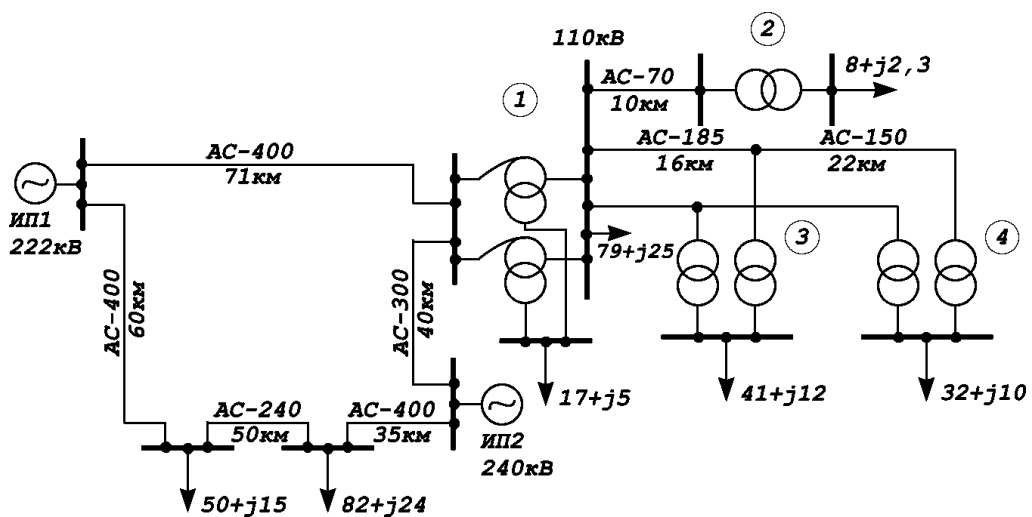 110кВ
2
АС-70
10км
8+j2,3
1
АС-185
16км
АС-150
22км
АС-400
71км
ИП1
222кВ
79+j25
3
4
АС-400
60км
АС-300
40км
17+j5
41+j12
32+j10
АС-240
50км
АС-400
35км
ИП2
240кВ
50+j15
82+j24